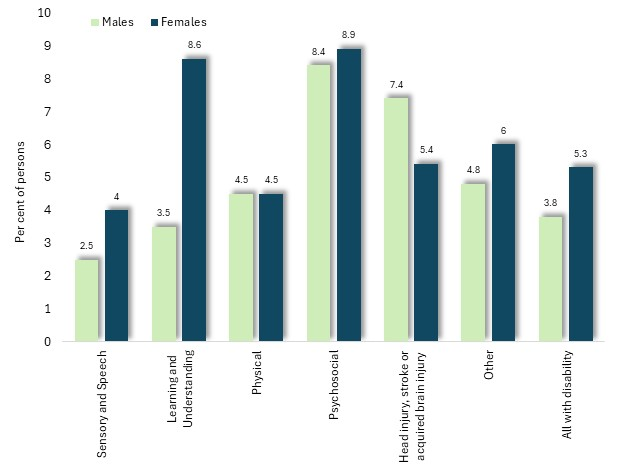 Males Females
Per cent of persons
10
9
8
7
6
5
4
3
2
1
0
2.5
4
3.5
8.6
4.5
4.5
8.4
8.9
7.4
5.4
4.8
6
3.8
5.3
Sensory and Speech
Learning and
Understanding
Physical
Psychosocial
Head injury, stroke or
acquired brain injury
Other
All with disability